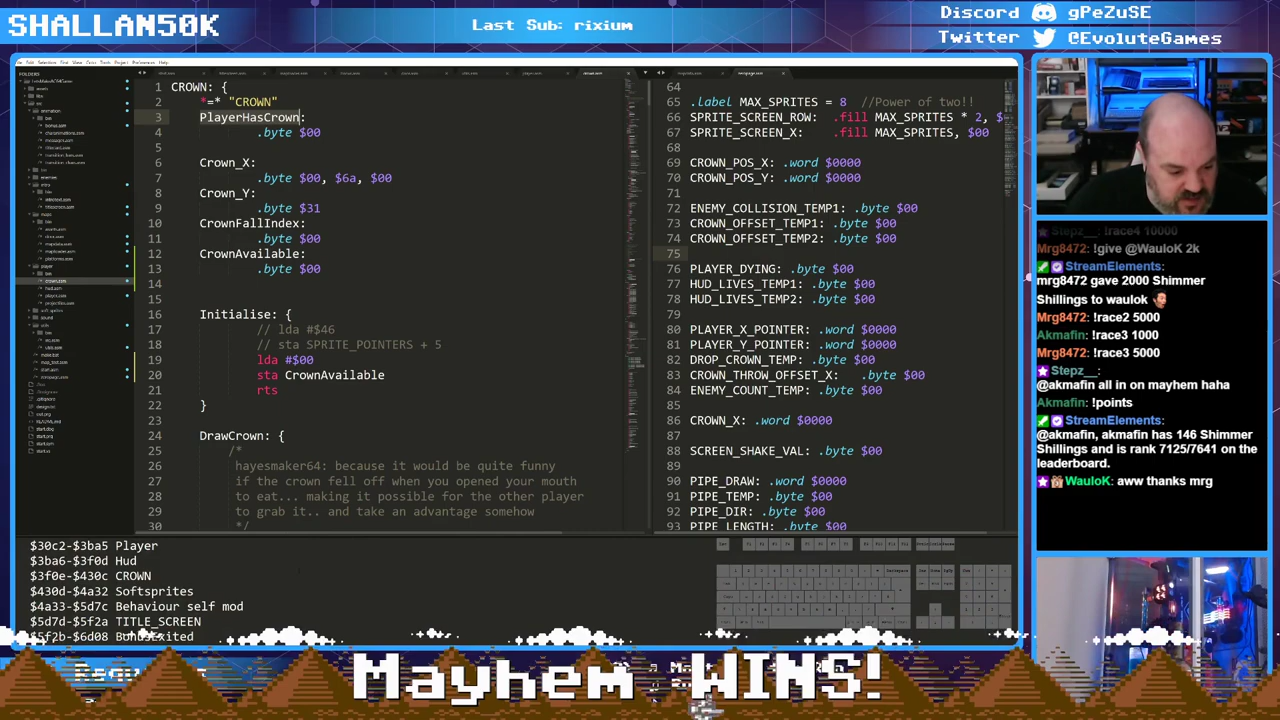 SHALLAN50K
Last Sub: rixium
Discord gPeZuSE
Twitter @EvoluteGames
FOLDERS
1 CROWN: {
2 *=* "CROWN"
3 PlayerHasCrown:
4 .byte $00
5
6 Crown_X:
7 .byte $00, $6a, $00
8 Crown_Y:
9 .byte $31
10 CrownFallIndex:
11 .byte $00
12 CrownAvailable:
13 .byte $00
14
15
16 Initialise: {
17 // lda #$46
18 // sta SPRITE_POINTERS + 5
19 lda #$00
20 sta CrownAvailable
21 rts
22 }
23
24 DrawCrown: {
25 /*
26 hayesmaker64: because it would be quite funny
27 if the crown fell off when you opened your mouth
28 to eat... making it possible for the other player
29 to grab it.. and take an advantage somehow
30 */
64
65 .label MAX_SPRITES = 8 //Power of two!!
66 SPRITE_SCREEN_ROW: .fill MAX_SPRITES * 2, $
67 SPRITE_SCREEN_X: .fill MAX_SPRITES, $00
68
69 CROWN_POS_X: .word $0000
70 CROWN_POS_Y: .word $0000
71
72 ENEMY_COLLISION_TEMP1: .byte $00
73 CROWN_OFFSET_TEMP1: .byte $00
74 CROWN_OFFSET_TEMP2: .byte $00
75
76 PLAYER_DYING: .byte $00
77 HUD_LIVES_TEMP1: .byte $00
78 HUD_LIVES_TEMP2: .byte $00
79
80 PLAYER_X_POINTER: .word $0000
81 PLAYER_Y_POINTER: .word $0000
82 DROP_CROWN_TEMP: .byte $00
83 CROWN_THROW_OFFSET_X: .byte $00
84 ENEMY_COUNT_TEMP: .byte $00
85
86 CROWN_X: .word $0000
87
88 SCREEN_SHAKE_VAL: .byte $00
89
90 PIPE_DRAW: .word $0000
91 PIPE_TEMP: .byte $00
92 PIPE_DIR: .byte $00
93 PIPE_LENGTH: .byte $00
$30c2-$3ba5 Player
$3ba6-$3f0d Hud
$3f0e-$430c CROWN
$430d-$4a32 Softsprites
$4a33-$5d7c Behaviour self mod
$5d7d-$5f2a TITLE_SCREEN
$5f2b-$6d08 BonusExited
Stepz__: !race4 10000
Mrg8472: !give @WauloK 2k
StreamElements:
mrg8472 gave 2000 Shimmer
Shillings to waulok
Mrg8472: !race2 5000
Akmafin: !race3 1000
Mrg8472: !race3 5000
Stepz__:
@akmafin all in on mayhem haha
Akmafin: !points
StreamElements:
@akmafin, akmafin has 146 Shimmer
Shillings and is rank 7125/7641 on the
leaderboard.
WauloK: aww thanks mrg
Mayhem WINS!